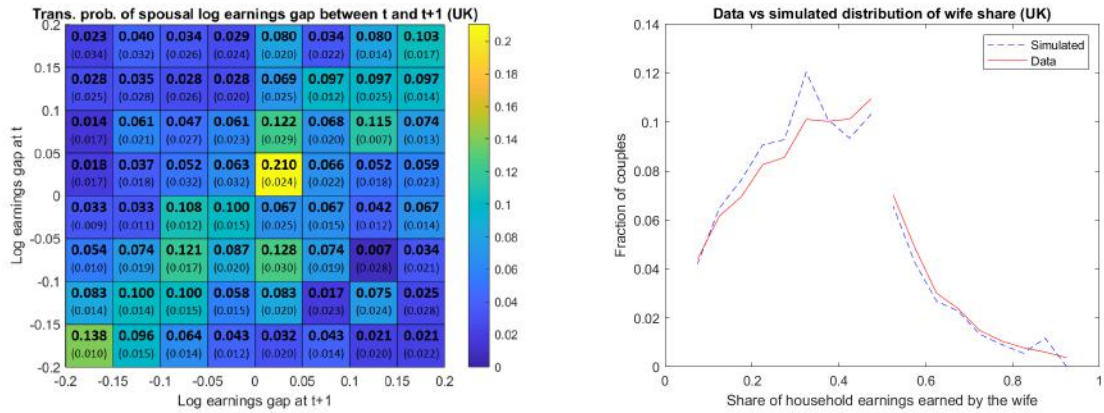 Trans. prob. of spousal log earnings gap between t and t+1 (UK)
0.2
0.023 0.040 0.034 0.029 0.080 0.034 0.080 0.103
(0.034) (0.032) (0.026) (0.024) (0.020) (0.022) (0.014) (0.017)
0.15
0.028 0.035 0.028 0.028 0.069 0.097 0.097 0.097
(0.025) (0.028) (0.026) (0.020) (0.025) (0.012) (0.025) (0.014)
0.1
0.014 0.061 0.047 0.061 0.122 0.068 0.115 0.074
(0.017) (0.021) (0.027) (0.023) (0.029) (0.020) (0.007) (0.013)
0.05
0.018 0.037 0.052 0.063 0.210 0.066 0.052 0.059
(0.017) (0.018) (0.032) (0.032) (0.024) (0.022) (0.018) (0.023)
0
0.033 0.033 0.108 0.100 0.067 0.067 0.042 0.067
(0.009) (0.011) (0.012) (0.015) (0.025) (0.015) (0.012) (0.014)
-0.05
0.054 0.074 0.121 0.087 0.128 0.074 0.007 0.034
(0.010) (0.019) (0.017) (0.020) (0.030) (0.019) (0.028) (0.021)
-0.1
0.083 0.100 0.100 0.058 0.083 0.017 0.075 0.025
(0.014) (0.014) (0.015) (0.015) (0.020) (0.023) (0.024) (0.028)
-0.15
0.138 0.096 0.064 0.043 0.032 0.043 0.021 0.021
(0.010) (0.015) (0.014) (0.012) (0.020) (0.014) (0.020) (0.022)
-0.2
-0.2 -0.15 -0.1 -0.05 0 0.05 0.1 0.15 0.2
Log earnings gap at t+1
Log earnings gap at t
0.2
0.18
0.16
0.14
0.12
0.1
0.08
0.06
0.04
0.02
0
Data vs simulated distribution of wife share (UK)
Simulated
Data
0.14
0.12
0.1
0.08
0.06
0.04
0.02
0
0 0.2 0.4 0.6 0.8 1
Share of household earnings earned by the wife
Fraction of couples